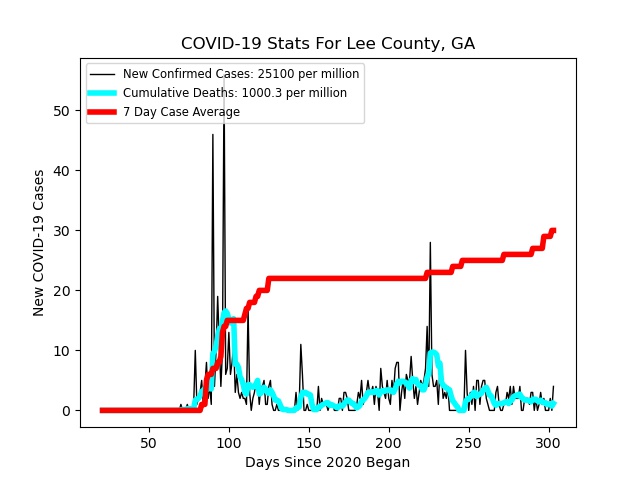 COVID-19 Stats For Lee County, GA
New Confirmed Cases: 25100 per million
Cumulative Deaths: 1000.3 per million
7 Day Case Average
New COVID-19 Cases
50
40
30
20
10
0
50 100 150 200 250 300
Days Since 2020 Began